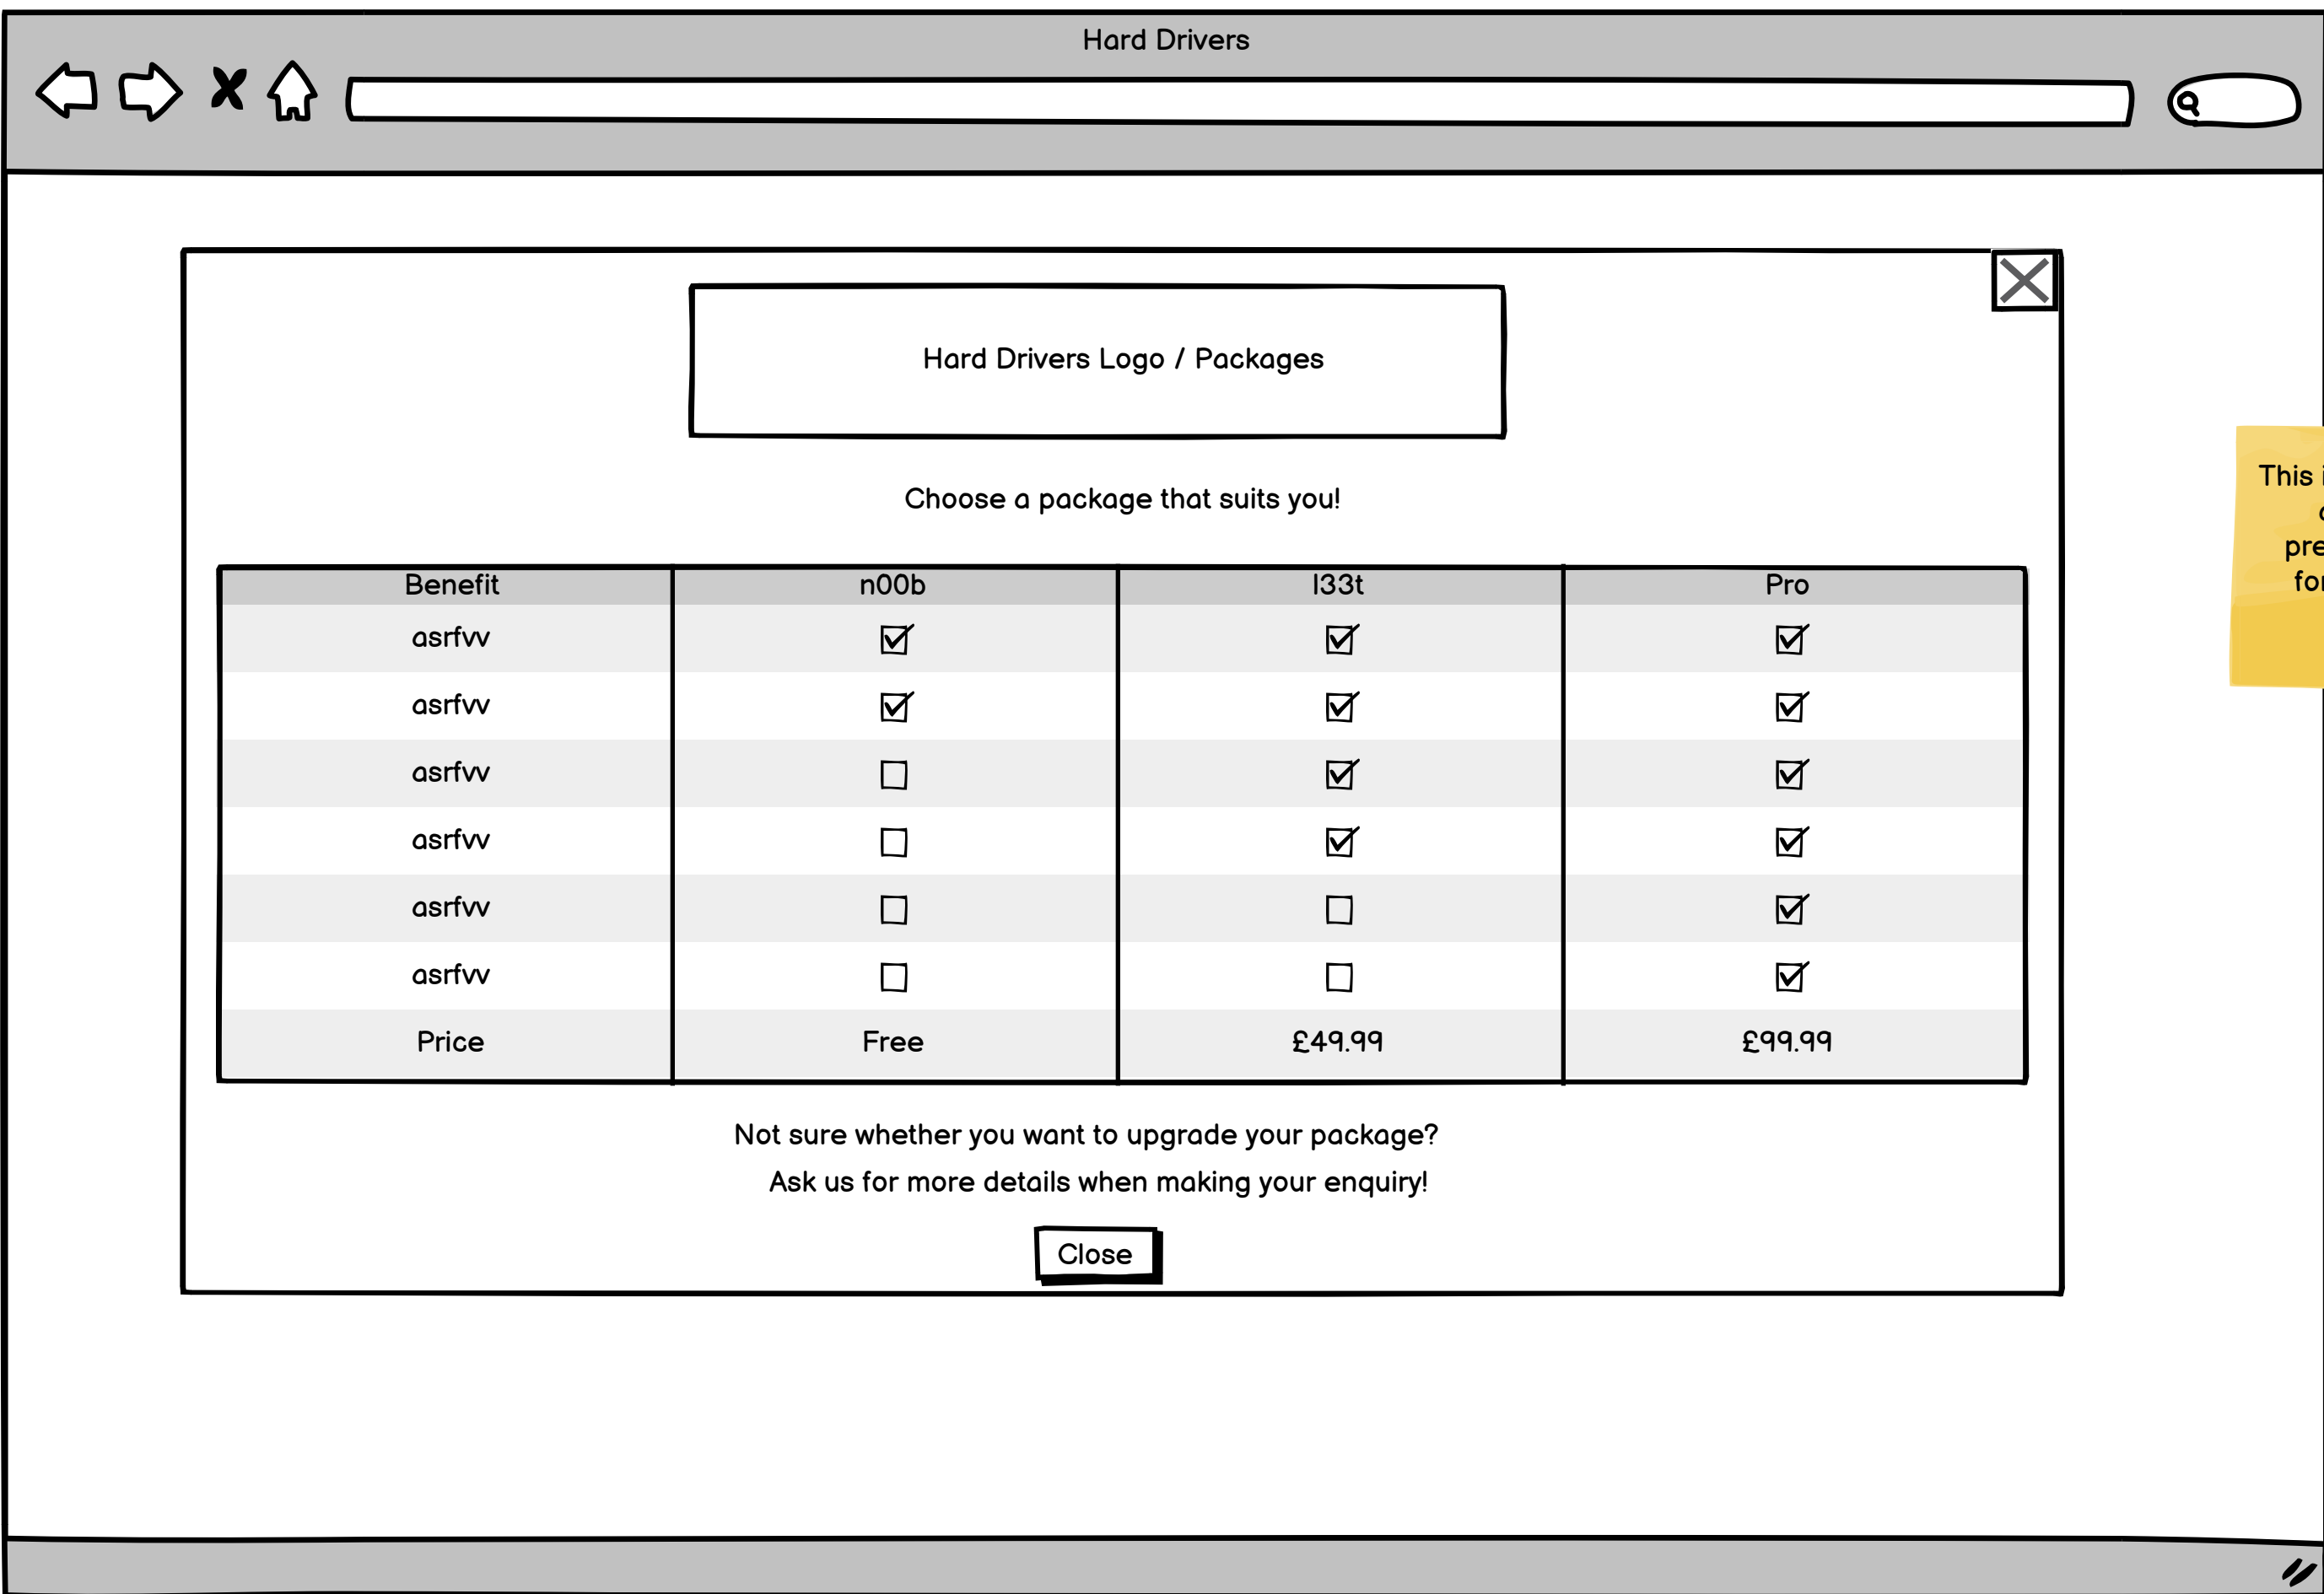 Hard Drivers
Hard Drivers Logo / Packages
Choose a package that suits you!
Benefit n00b l33t Pro
asrfvv
asrfvv
asrfvv
asrfvv
asrfvv
asrfvv
Price Free £49.99 £99.99
Not sure whether you want to upgrade your package?
Ask us for more details when making your enquiry!
Close
This